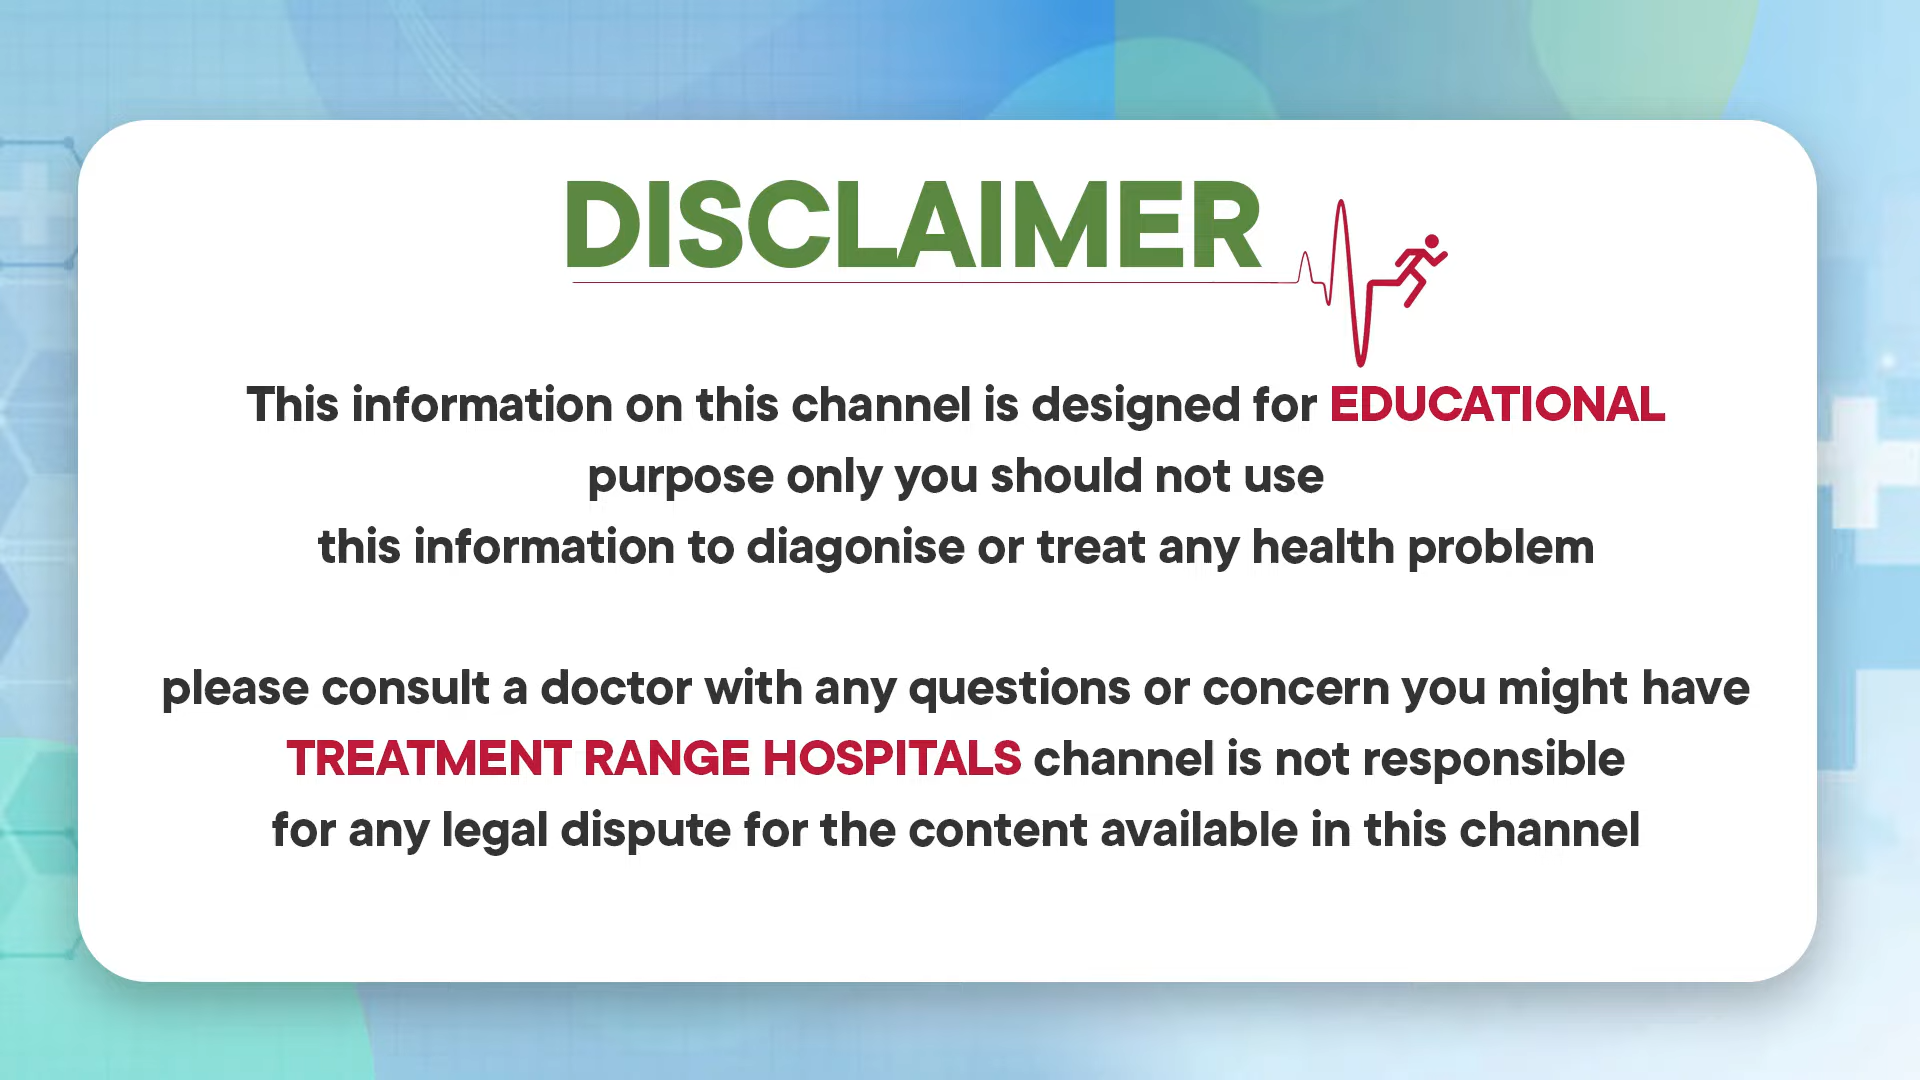 DISCLAIMER
This information on this channel is designed for EDUCATIONAL
purpose only you should not use
this information to diagonise or treat any health problem
please consult a doctor with any questions or concern you might have
TREATMENT RANGE HOSPITALS channel is not responsible
for any legal dispute for the content available in this channel